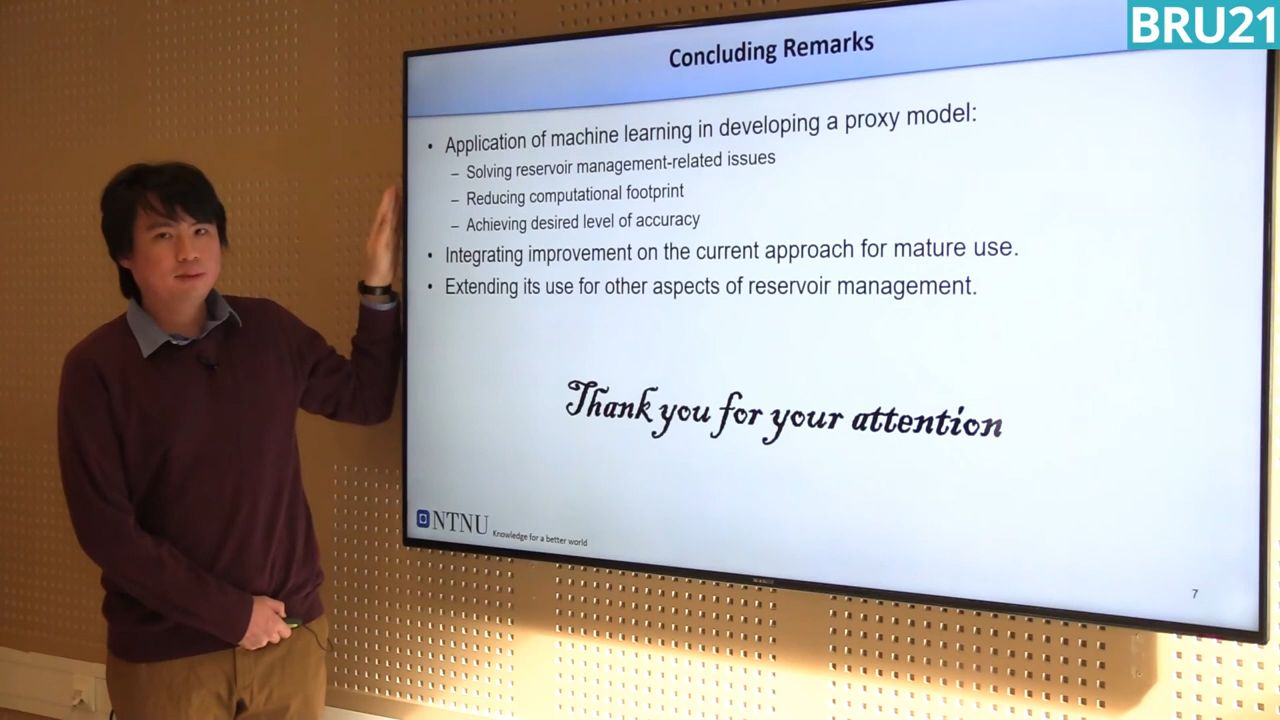 BRU21
Concluding Remarks
• Application of machine learning in developing a proxy model:
– Solving reservoir management-related issues
– Reducing computational footprint
– Achieving desired level of accuracy
• Integrating improvement on the current approach for mature use.
• Extending its use for other aspects of reservoir management.
Thank you for your attention
NTNU
Knowledge for a better world
7